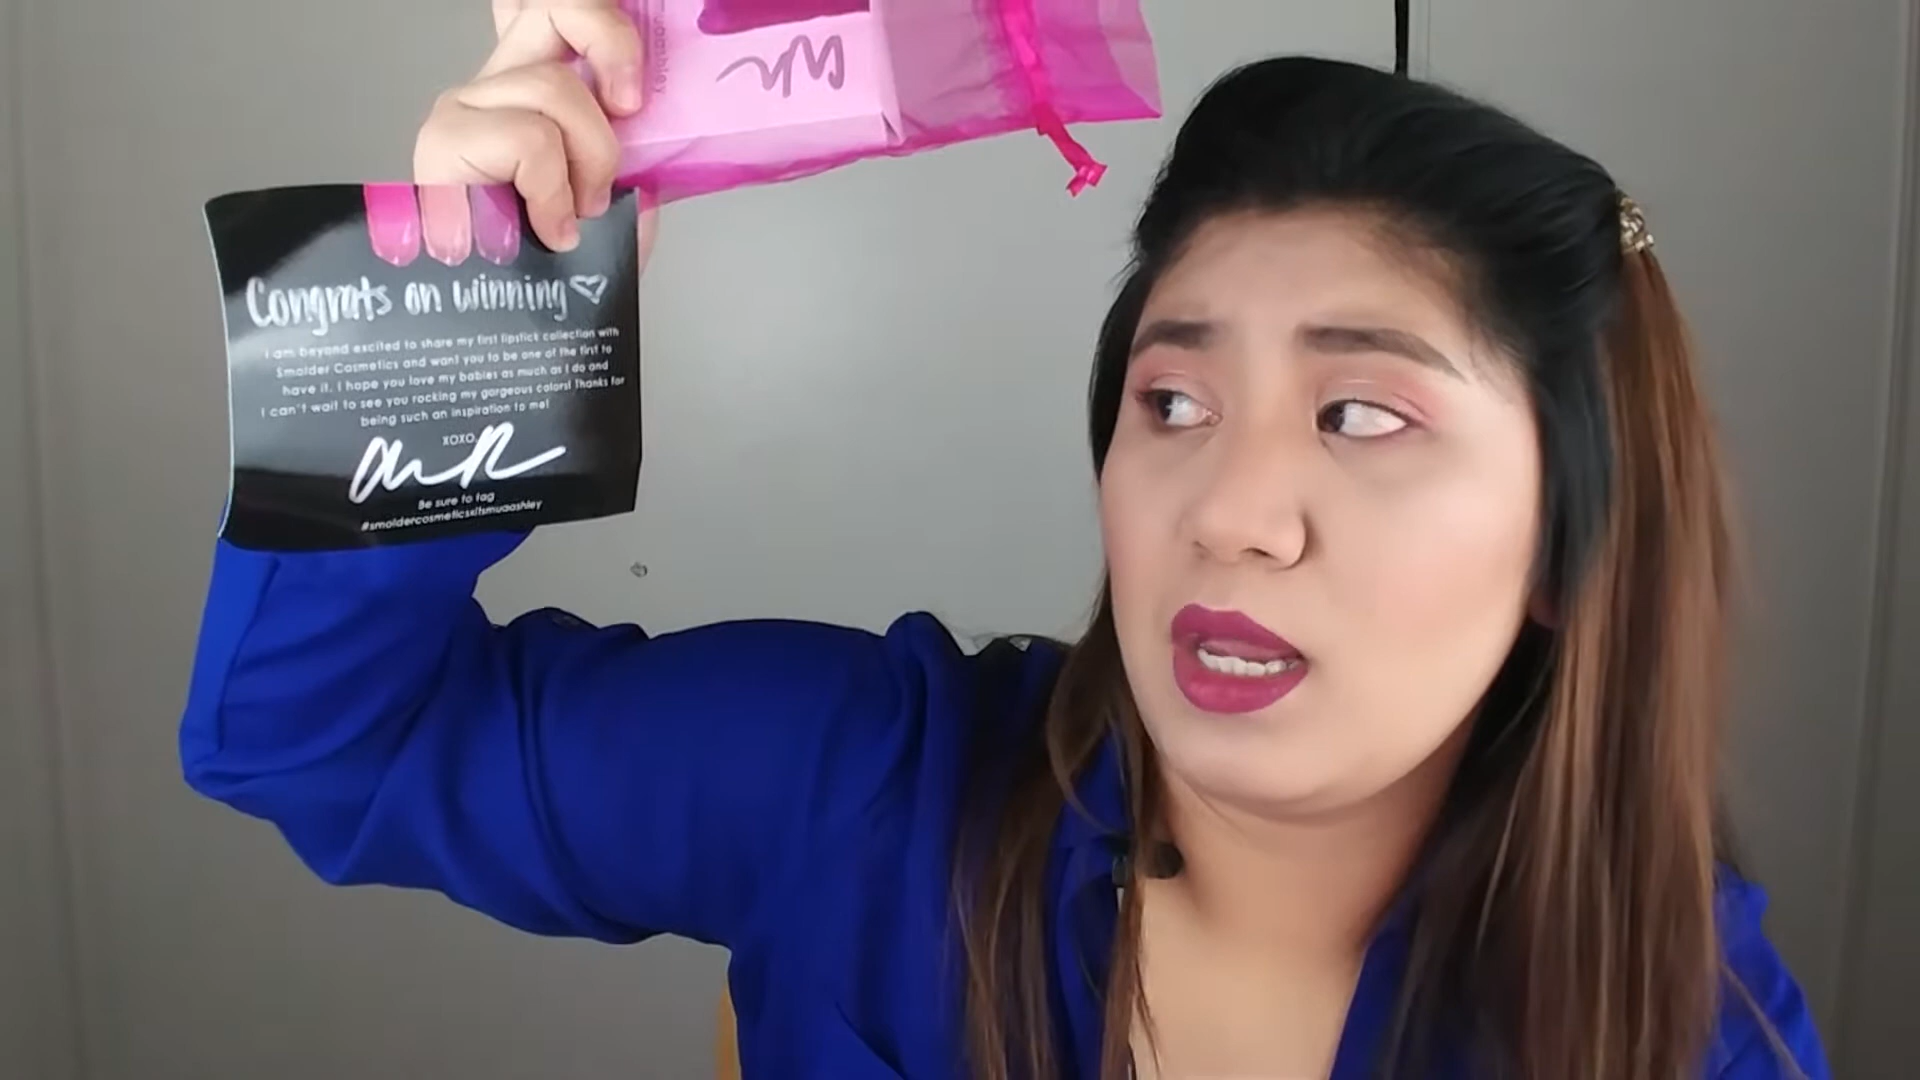 Congrats on winning♡
I am beyond excited to share my first lipstick collection with
Smolder Cosmetics and want you to be one of the first to
have it. I hope you love my babies as much as I do and
I can't wait to see you rocking my gorgeous colors! Thanks for
being such an inspiration to me!
XOXO,
Be sure to tag
#smoldercosmeticsxitsmuaashley